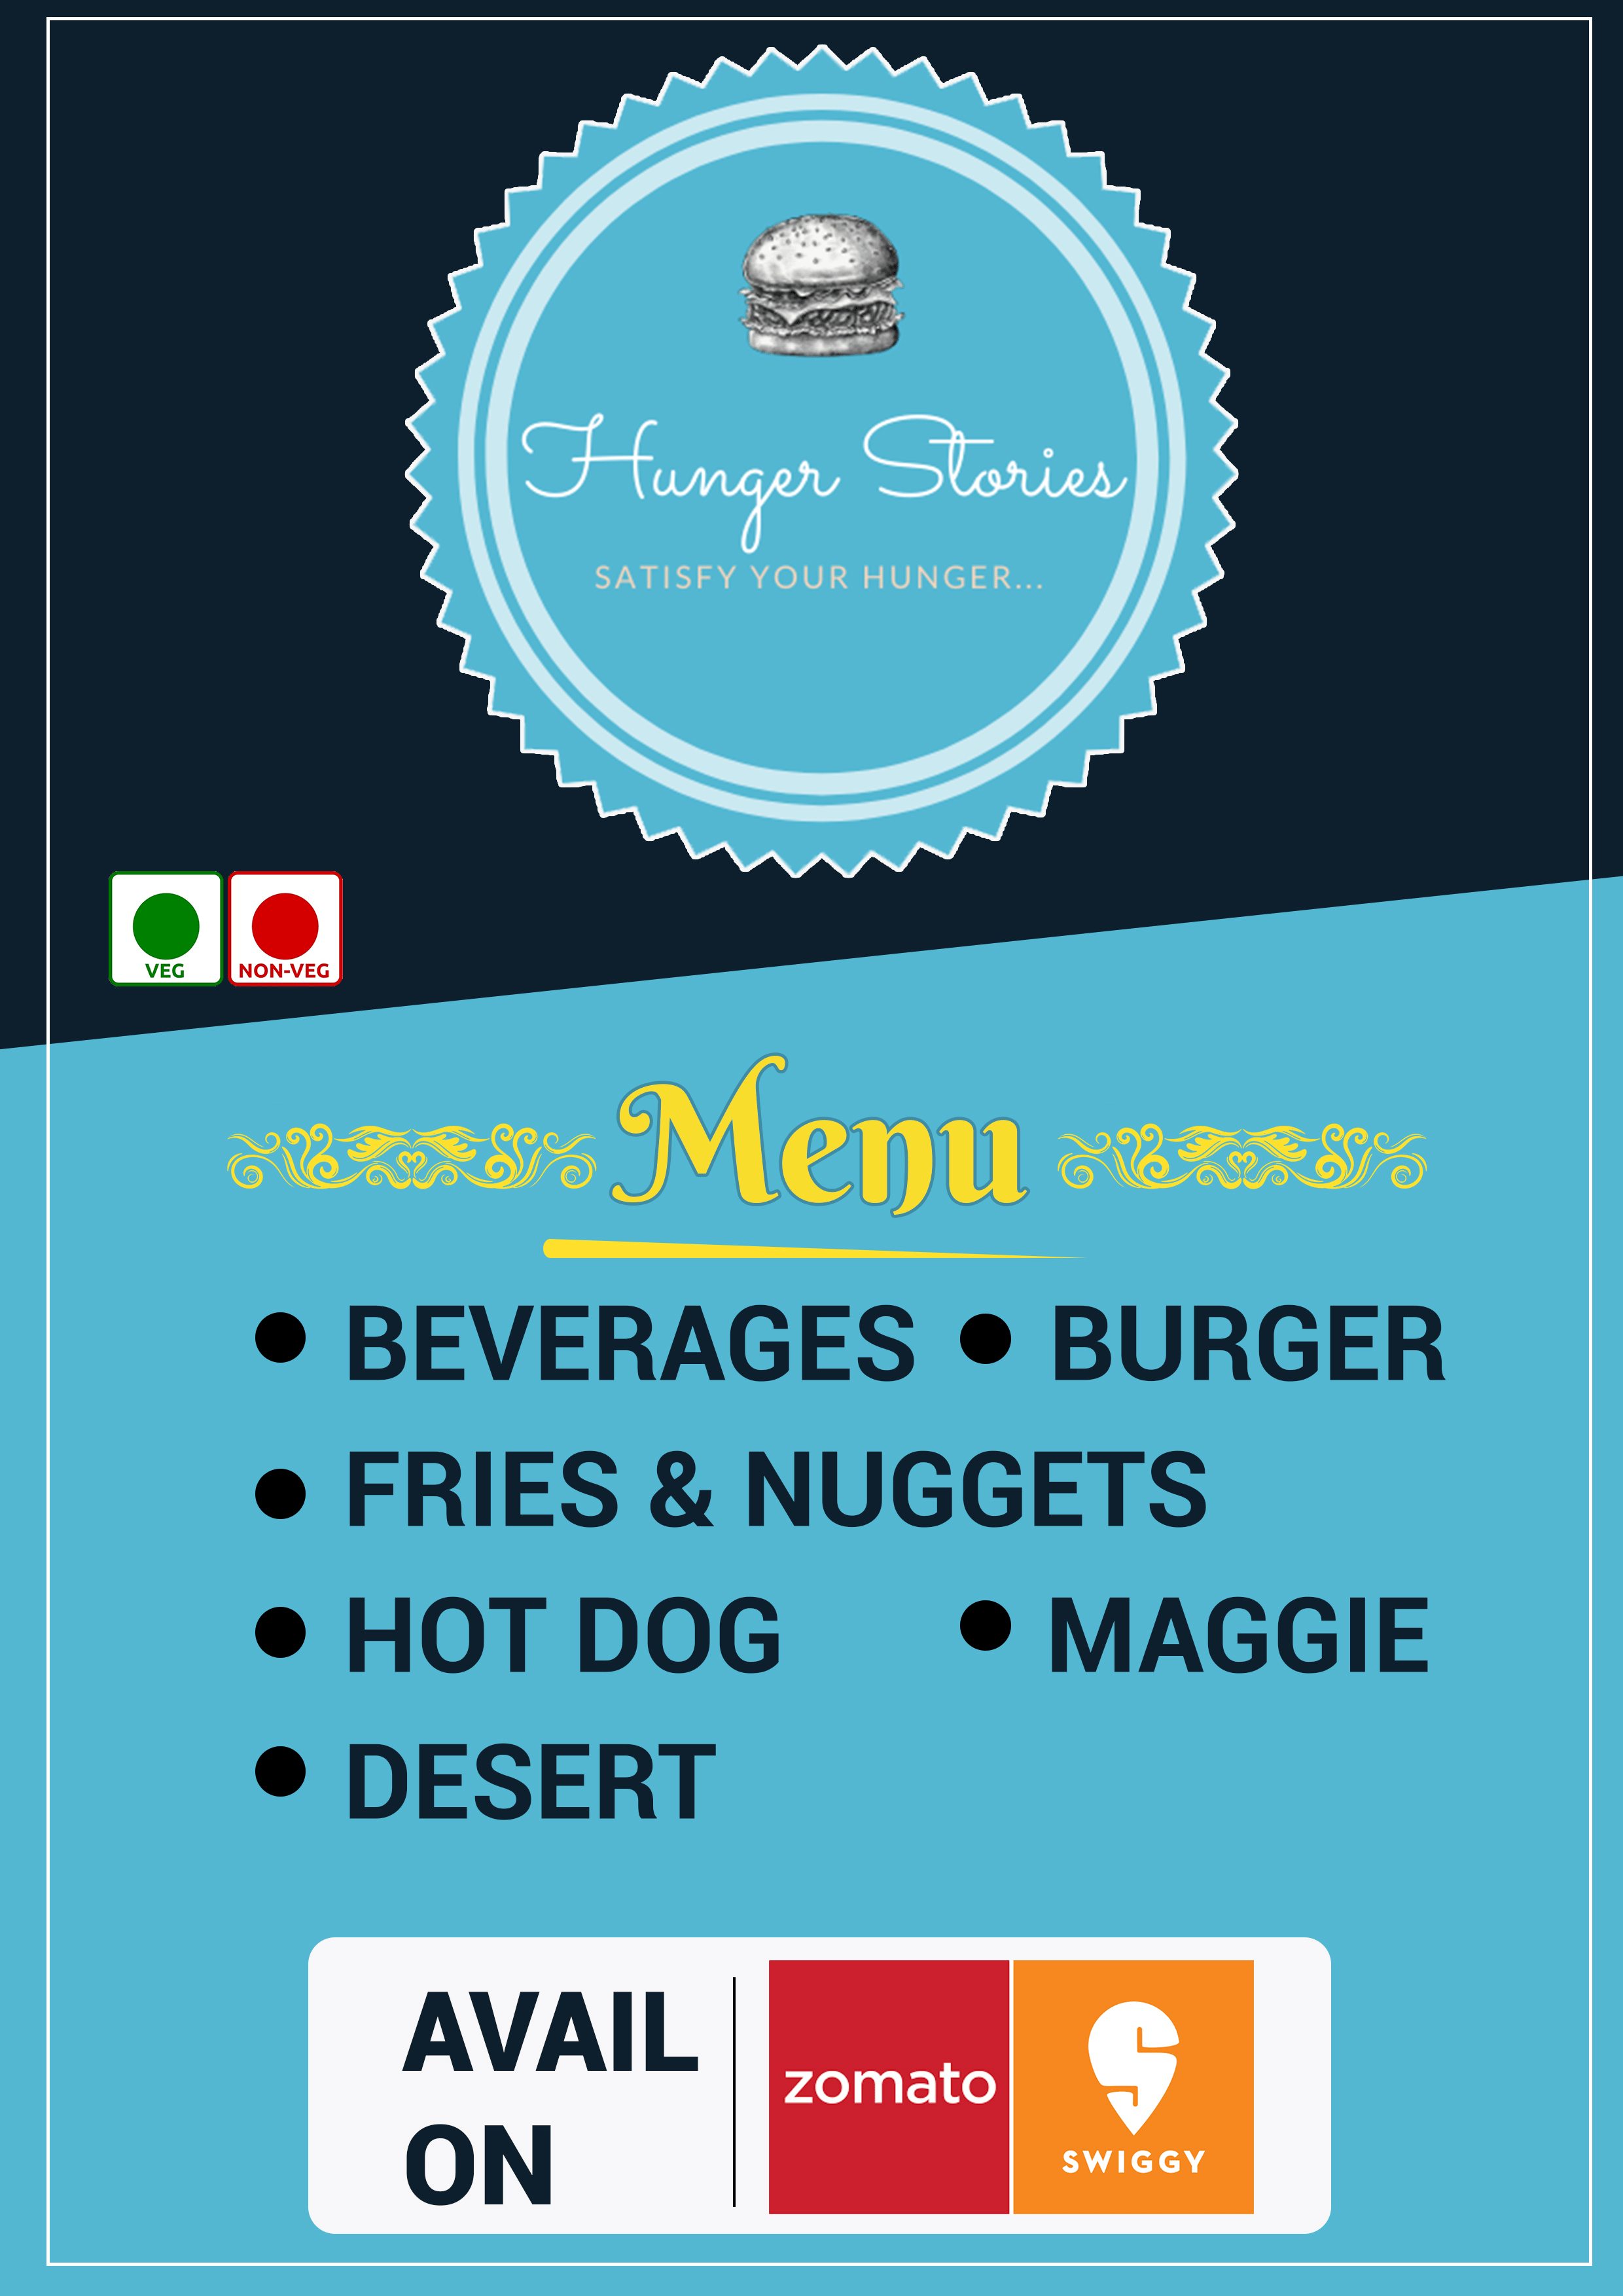 Hunger Stories
SATISFY YOUR HUNGER...
VEG NON-VEG
Menu
BEVERAGES BURGER
FRIES & NUGGETS
HOT DOG MAGGIE
DESERT
AVAIL
ON
zomato
SWIGGY